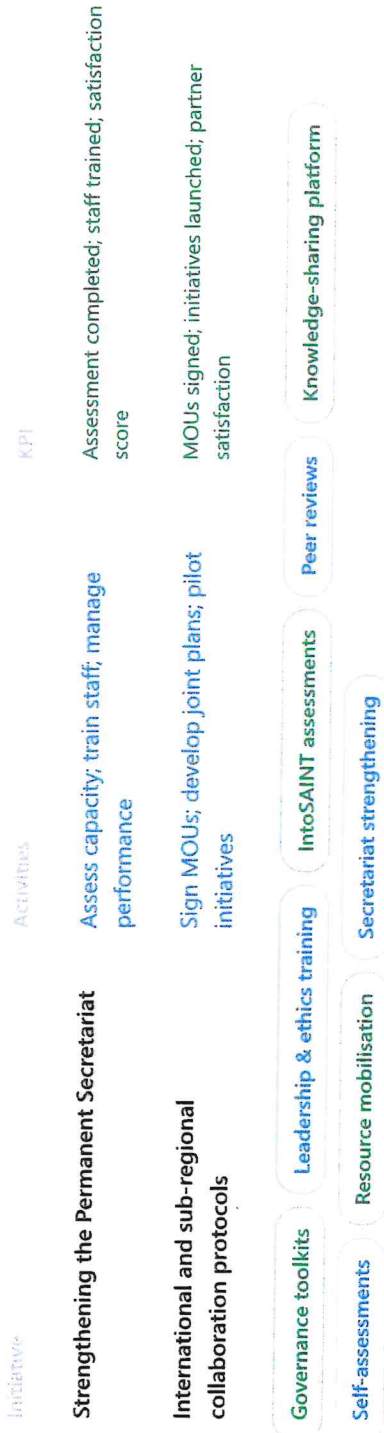 Initiative
Activities
KPI
Strengthening the Permanent Secretariat
Assess capacity; train staff; manage
performance
Assessment completed; staff trained; satisfaction
score
International and sub-regional
collaboration protocols
Sign MOUs; develop joint plans; pilot
initiatives
MOUs signed; initiatives launched; partner
satisfaction
Governance toolkits
Leadership & ethics training
IntoSAINT assessments
Peer reviews
Knowledge-sharing platform
Self-assessments
Resource mobilisation
Secretariat strengthening